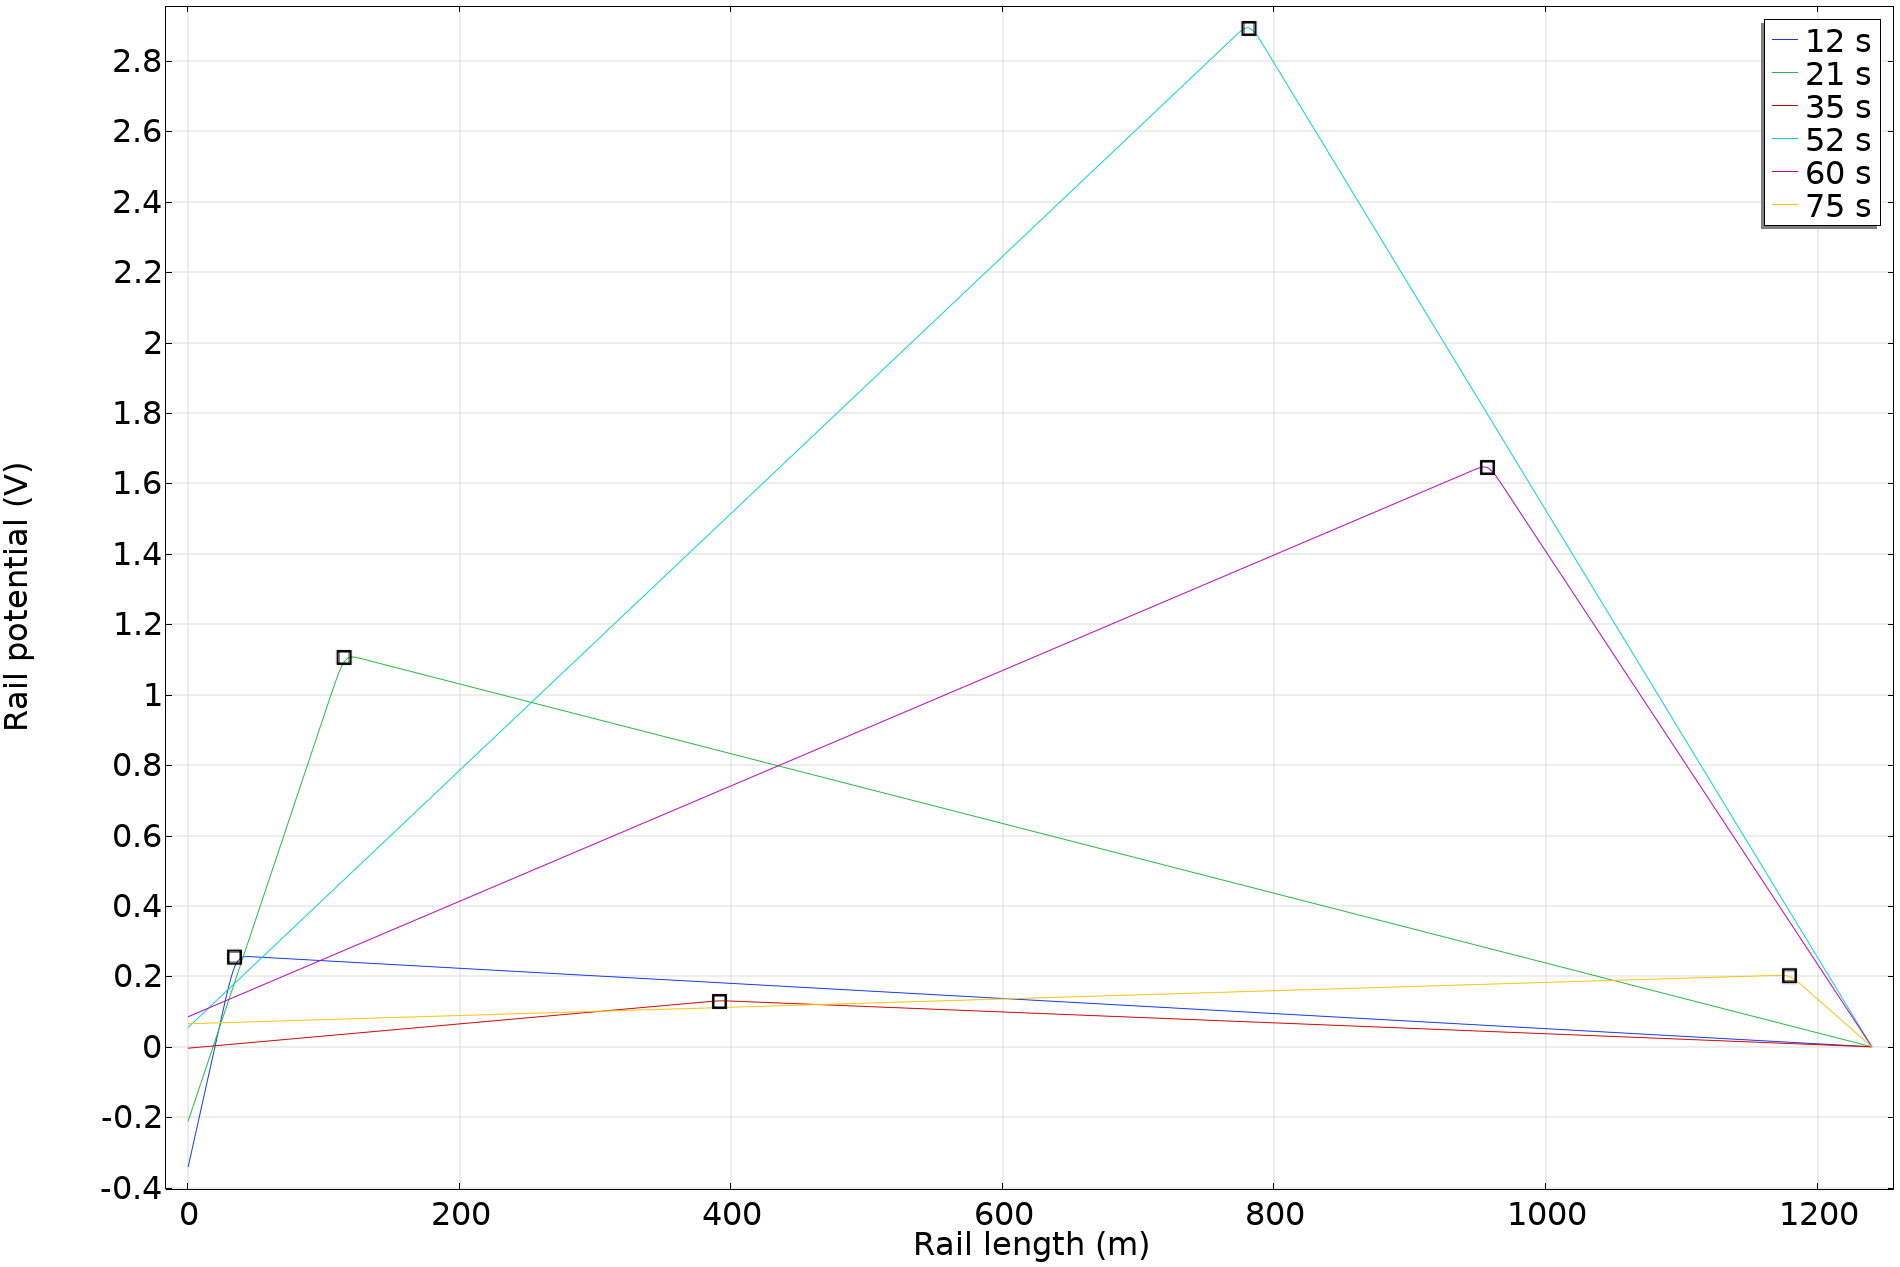 2.8
2.6
2.4
2.2
2
1.8
1.6
1.4
1.2
1
0.8
0.6
0.4
0.2
0
-0.2
-0.4
Rail potential (V)
12 s
21 s
35 s
52 s
60 s
75 s
0 200 400 600 800 1000 1200
Rail length (m)